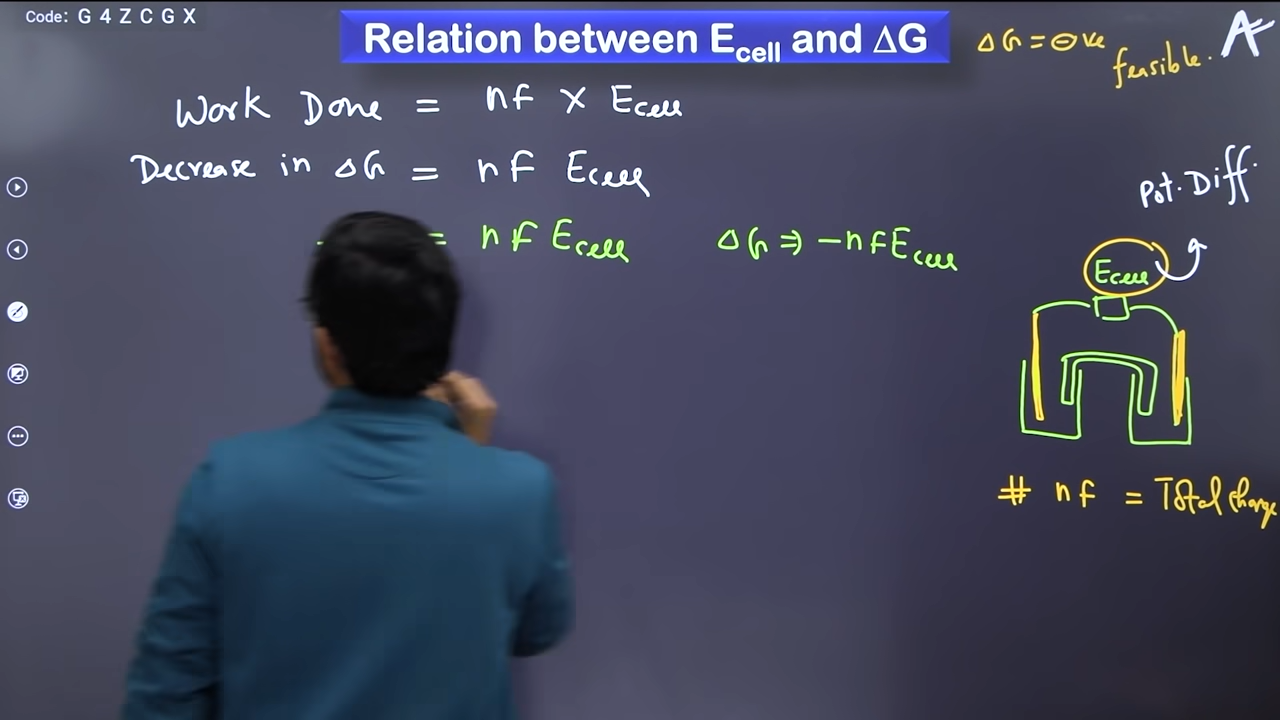 Code: G 4 Z C G X
Relation between Ecell and ΔG
ΔG = ⊖ve
feasible.
Work Done = nf × Ecell
Decrease in ΔG = nf Ecell
= nf Ecell ΔG ⇒ -nfEcell
Pot. Diff.
Ecell
# nf = Total charge